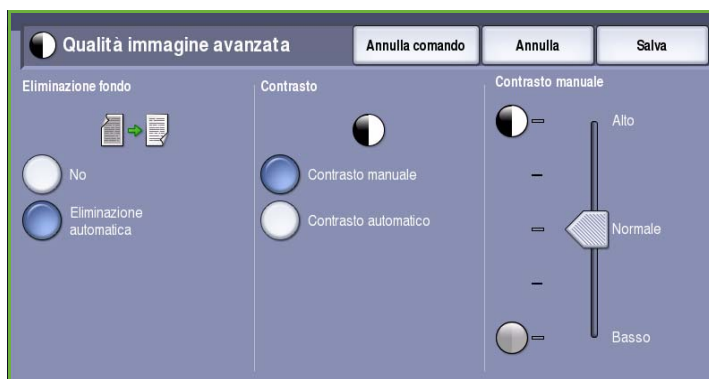 Qualità immagine avanzata
Annulla comando
Annulla
Salva
Eliminazione fondo
No
Eliminazione
automatica
Contrasto
Contrasto manuale
Contrasto automatico
Contrasto manuale
Alto
Normale
Basso